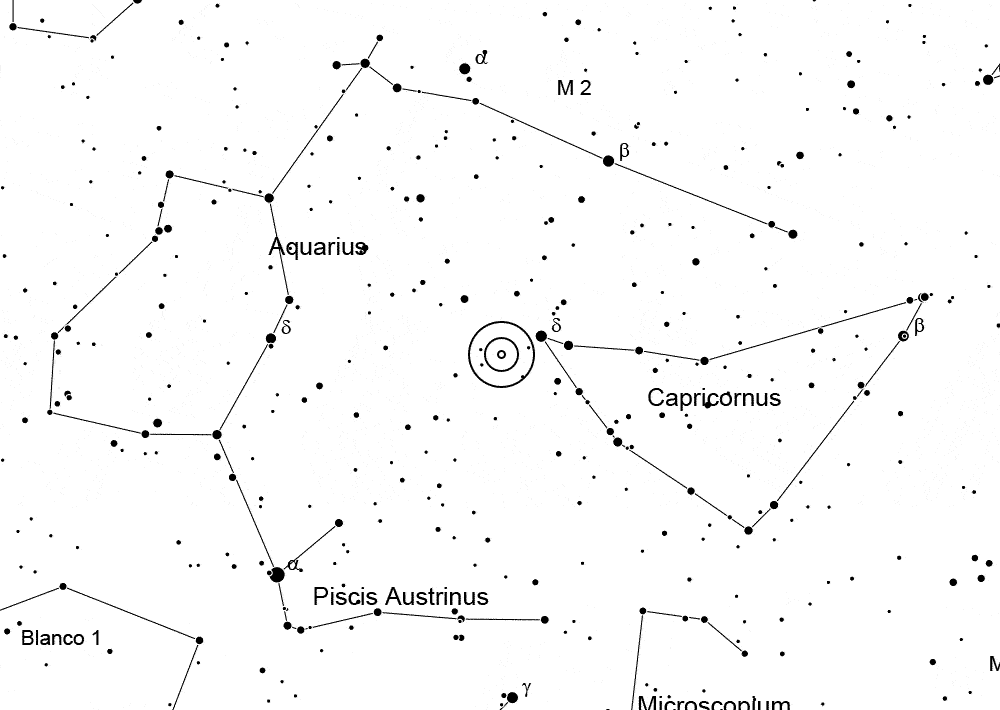 α
M 2
β
Aquarius
δ
δ
β
Capricornus
α
Piscis Austrinus
Blanco 1
M
γ
Microscopium